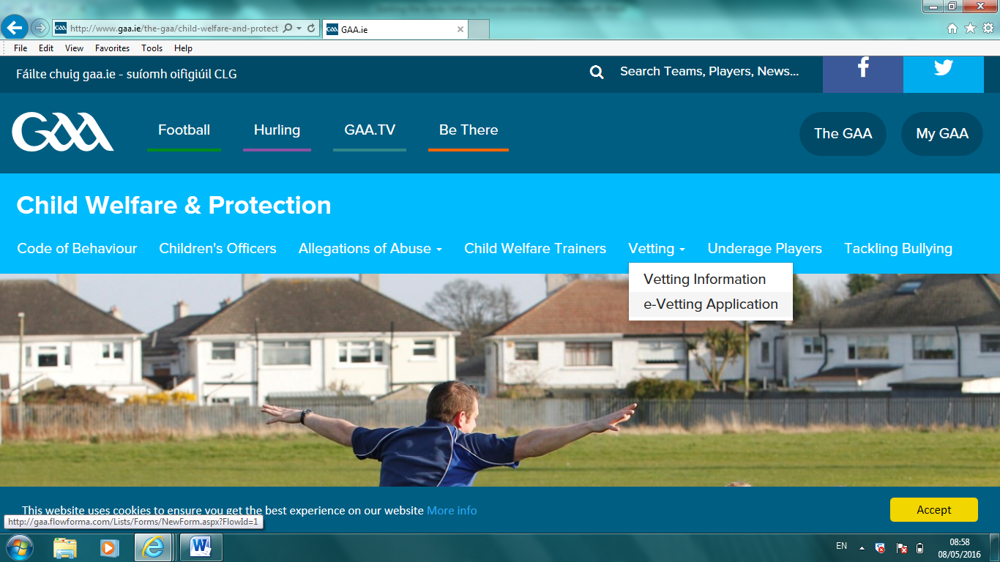 http://www.gaa.ie/the-gaa/child-welfare-and-protect
GAA.ie
File Edit View Favorites Tools Help
Fáilte chuig gaa.ie - suíomh oifigiúil CLG
Search Teams, Players, News...
GAA
Football Hurling GAA.TV Be There
The GAA My GAA
Child Welfare & Protection
Code of Behaviour Children's Officers Allegations of Abuse Child Welfare Trainers Vetting Underage Players Tackling Bullying
Vetting Information
e-Vetting Application
This website uses cookies to ensure you get the best experience on our website More info
Accept
http://gaa.flowforma.com/Lists/Forms/NewForm.aspx?FlowId=1
EN
08:58
08/05/2016